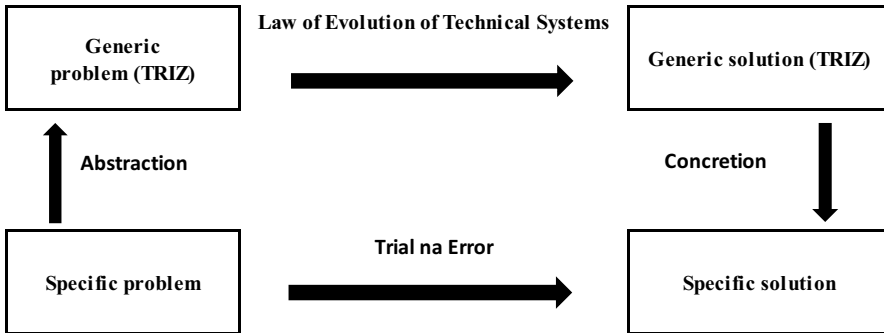 Law of Evolution of Technical Systems
Generic
problem (TRIZ)
Generic solution (TRIZ)
Abstraction
Concretion
Specific problem
Trial na Error
Specific solution